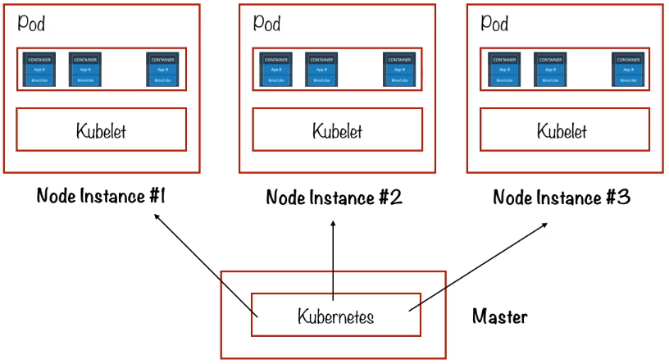 Pod
CONTAINER
App B
Bins/Libs
CONTAINER
App B
Bins/Libs
CONTAINER
App B
Bins/Libs
Kubelet
Node Instance #1
Pod
CONTAINER
App B
Bins/Libs
CONTAINER
App B
Bins/Libs
CONTAINER
App B
Bins/Libs
Kubelet
Node Instance #2
Pod
CONTAINER
App B
Bins/Libs
CONTAINER
App B
Bins/Libs
CONTAINER
App B
Bins/Libs
Kubelet
Node Instance #3
Kubernetes
Master